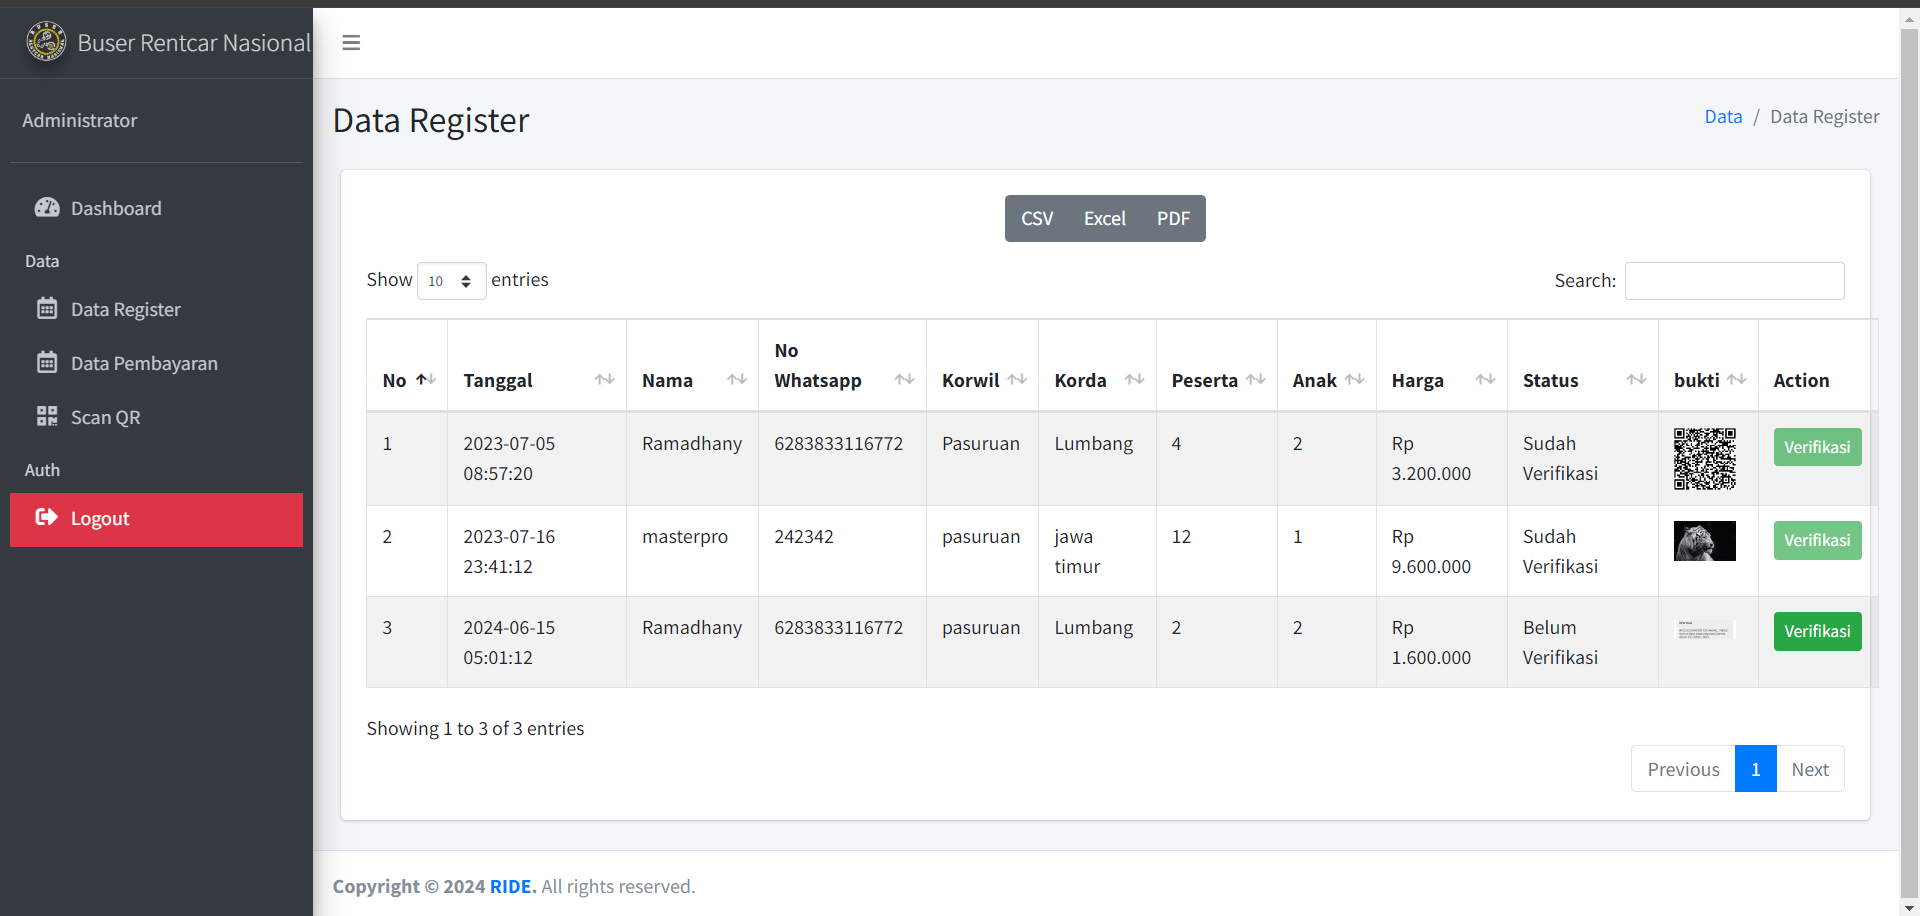 Buser Rentcar Nasional
Administrator
Dashboard
Data
Data Register
Data Pembayaran
Scan QR
Auth
Logout
Data Register
Data / Data Register
CSV Excel PDF
Show 10 entries
Search:
No Tanggal Nama No Whatsapp Korwil Korda Peserta Anak Harga Status bukti Action
1 2023-07-05 08:57:20 Ramadhany 6283833116772 Pasuruan Lumbang 4 2 Rp 3.200.000 Sudah Verifikasi Verifikasi
2 2023-07-16 23:41:12 masterpro 242342 pasuruan jawa timur 12 1 Rp 9.600.000 Sudah Verifikasi Verifikasi
3 2024-06-15 05:01:12 Ramadhany 6283833116772 pasuruan Lumbang 2 2 Rp 1.600.000 Belum Verifikasi Verifikasi
Showing 1 to 3 of 3 entries
Previous 1 Next
Copyright © 2024 RIDE. All rights reserved.